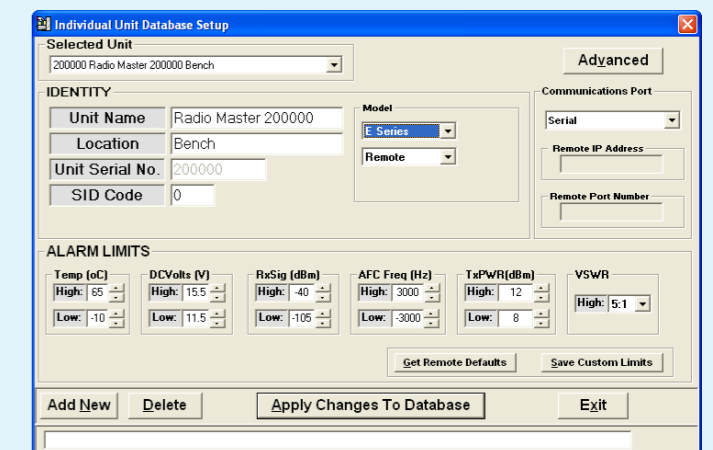 Individual Unit Database Setup
Selected Unit
200000 Radio Master 200000 Bench
Advanced
IDENTITY
Unit Name Radio Master 200000
Location Bench
Unit Serial No. 200000
SID Code 0
Model
E Series
Remote
Communications Port
Serial
Remote IP Address
Remote Port Number
ALARM LIMITS
Temp (oC) DCVolts (V) RxSig (dBm) AFC Freq (Hz) TxPWR(dBm) VSWR
High: 65 High: 15.5 High: -40 High: 3000 High: 12 High: 5:1
Low: -10 Low: 11.5 Low: -105 Low: -3000 Low: 8
Get Remote Defaults Save Custom Limits
Add New Delete Apply Changes To Database Exit